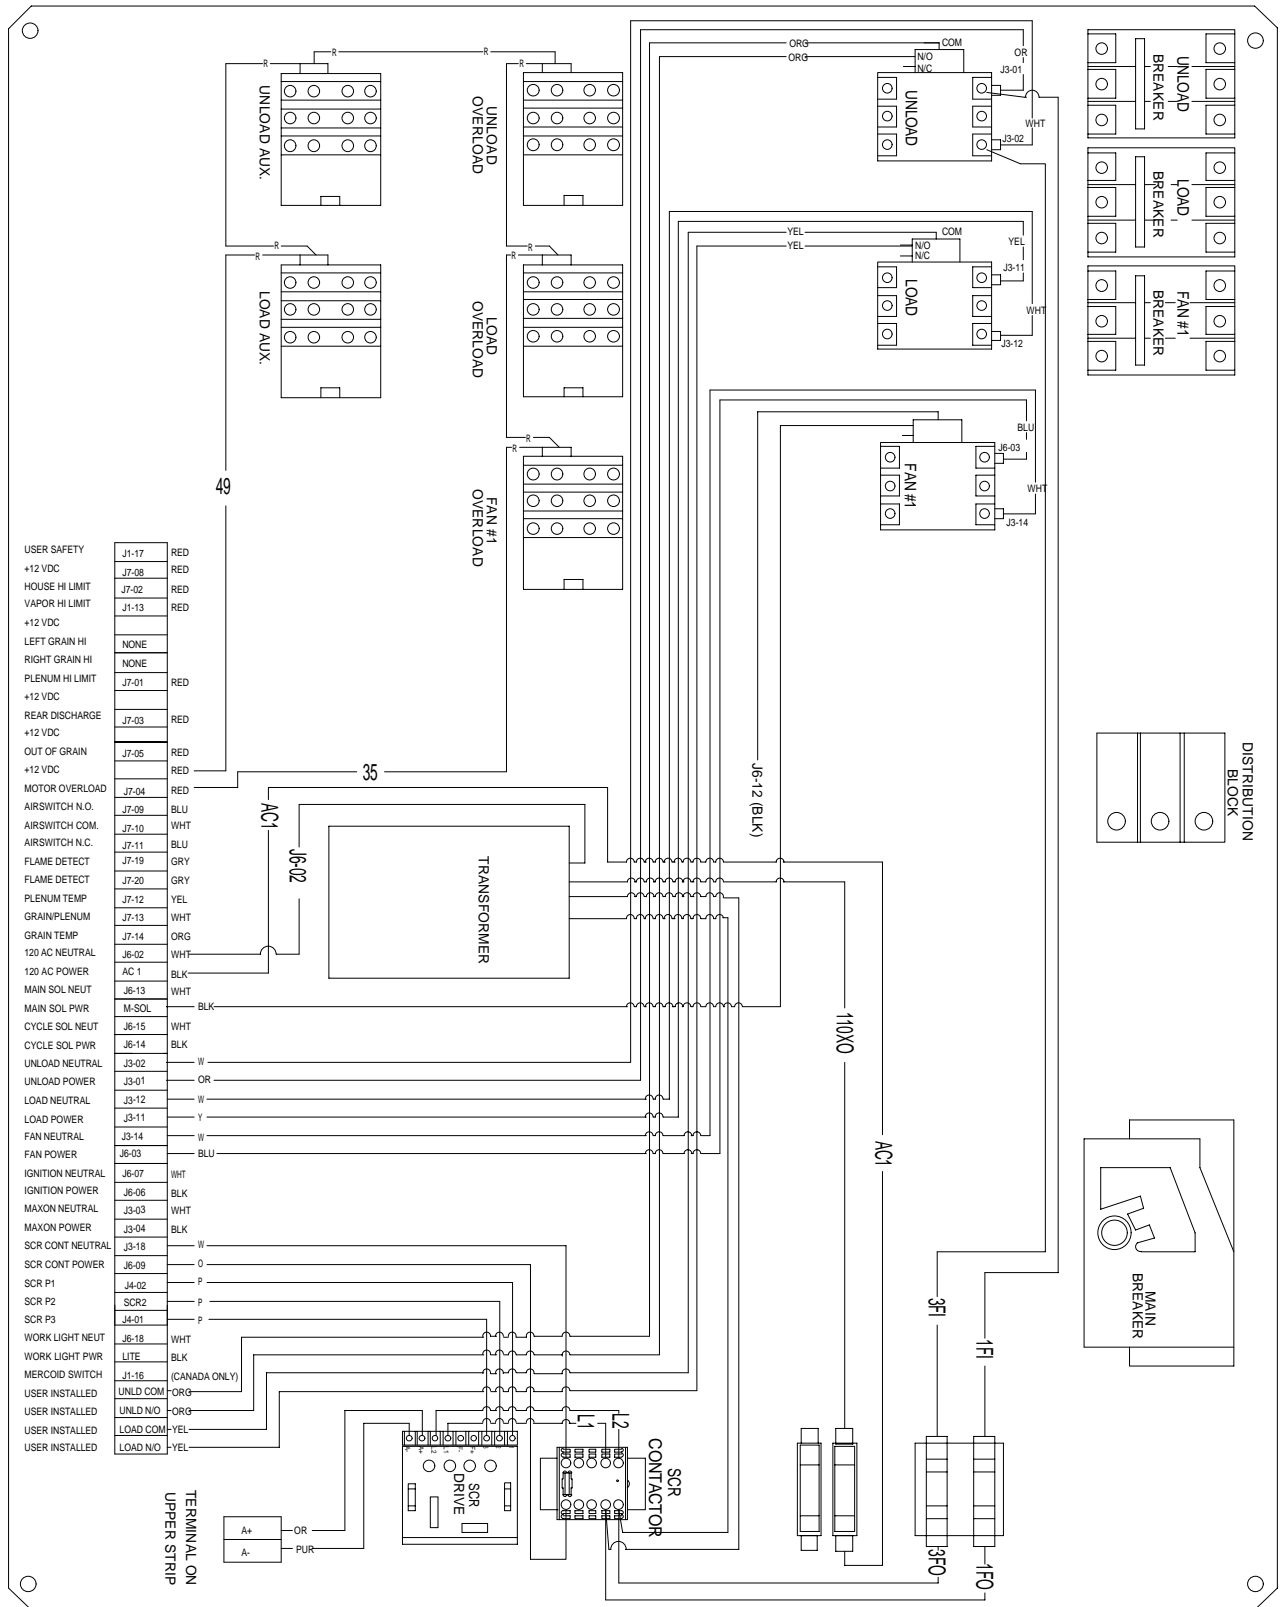 ORG
ORG
COM
N/O
N/C
OR
J3-01
WHT
J3-02
UNLOAD
UNLOAD
BREAKER
R
R
R
R
UNLOAD AUX.
UNLOAD
OVERLOAD
LOAD
BREAKER
YEL
YEL
COM
N/O
N/C
YEL
J3-11
WHT
J3-12
LOAD
R
R
R
R
LOAD AUX.
LOAD
OVERLOAD
FAN #1
BREAKER
BLU
J6-03
WHT
J3-14
FAN #1
R
R
FAN #1
OVERLOAD
49
USER SAFETY J1-17 RED
+12 VDC J7-08 RED
HOUSE HI LIMIT J7-02 RED
VAPOR HI LIMIT J1-13 RED
+12 VDC
LEFT GRAIN HI NONE
RIGHT GRAIN HI NONE
PLENUM HI LIMIT J7-01 RED
+12 VDC
REAR DISCHARGE J7-03 RED
+12 VDC
OUT OF GRAIN J7-05 RED
+12 VDC RED
MOTOR OVERLOAD J7-04 RED
AIRSWITCH N.O. J7-09 BLU
AIRSWITCH COM. J7-10 WHT
AIRSWITCH N.C. J7-11 BLU
FLAME DETECT J7-19 GRY
FLAME DETECT J7-20 GRY
PLENUM TEMP J7-12 YEL
GRAIN/PLENUM J7-13 WHT
GRAIN TEMP J7-14 ORG
120 AC NEUTRAL J6-02 WHT
120 AC POWER AC 1 BLK
MAIN SOL NEUT J6-13 WHT
MAIN SOL PWR M-SOL BLK
CYCLE SOL NEUT J6-15 WHT
CYCLE SOL PWR J6-14 BLK
UNLOAD NEUTRAL J3-02 W
UNLOAD POWER J3-01 OR
LOAD NEUTRAL J3-12 W
LOAD POWER J3-11 Y
FAN NEUTRAL J3-14 W
FAN POWER J6-03 BLU
IGNITION NEUTRAL J6-07 WHT
IGNITION POWER J6-06 BLK
MAXON NEUTRAL J3-03 WHT
MAXON POWER J3-04 BLK
SCR CONT NEUTRAL J3-18 W
SCR CONT POWER J6-09 O
SCR P1 J4-02 P
SCR P2 SCR2 P
SCR P3 J4-01 P
WORK LIGHT NEUT J6-18 WHT
WORK LIGHT PWR LITE BLK
MERCOID SWITCH J1-16 (CANADA ONLY)
USER INSTALLED UNLD COM ORG
USER INSTALLED UNLD N/O ORG
USER INSTALLED LOAD COM YEL
USER INSTALLED LOAD N/O YEL
35
AC1
J6-02
TRANSFORMER
J6-12 (BLK)
DISTRIBUTION
BLOCK
110XO
AC1
MAIN
BREAKER
3FI
1FI
L1
L2
SCR
CONTACTOR
SCR
DRIVE
A-
A+
L2
L1
F-
F+
3
2
1
3FO
1FO
A+ OR
A- PUR
TERMINAL ON
UPPER STRIP